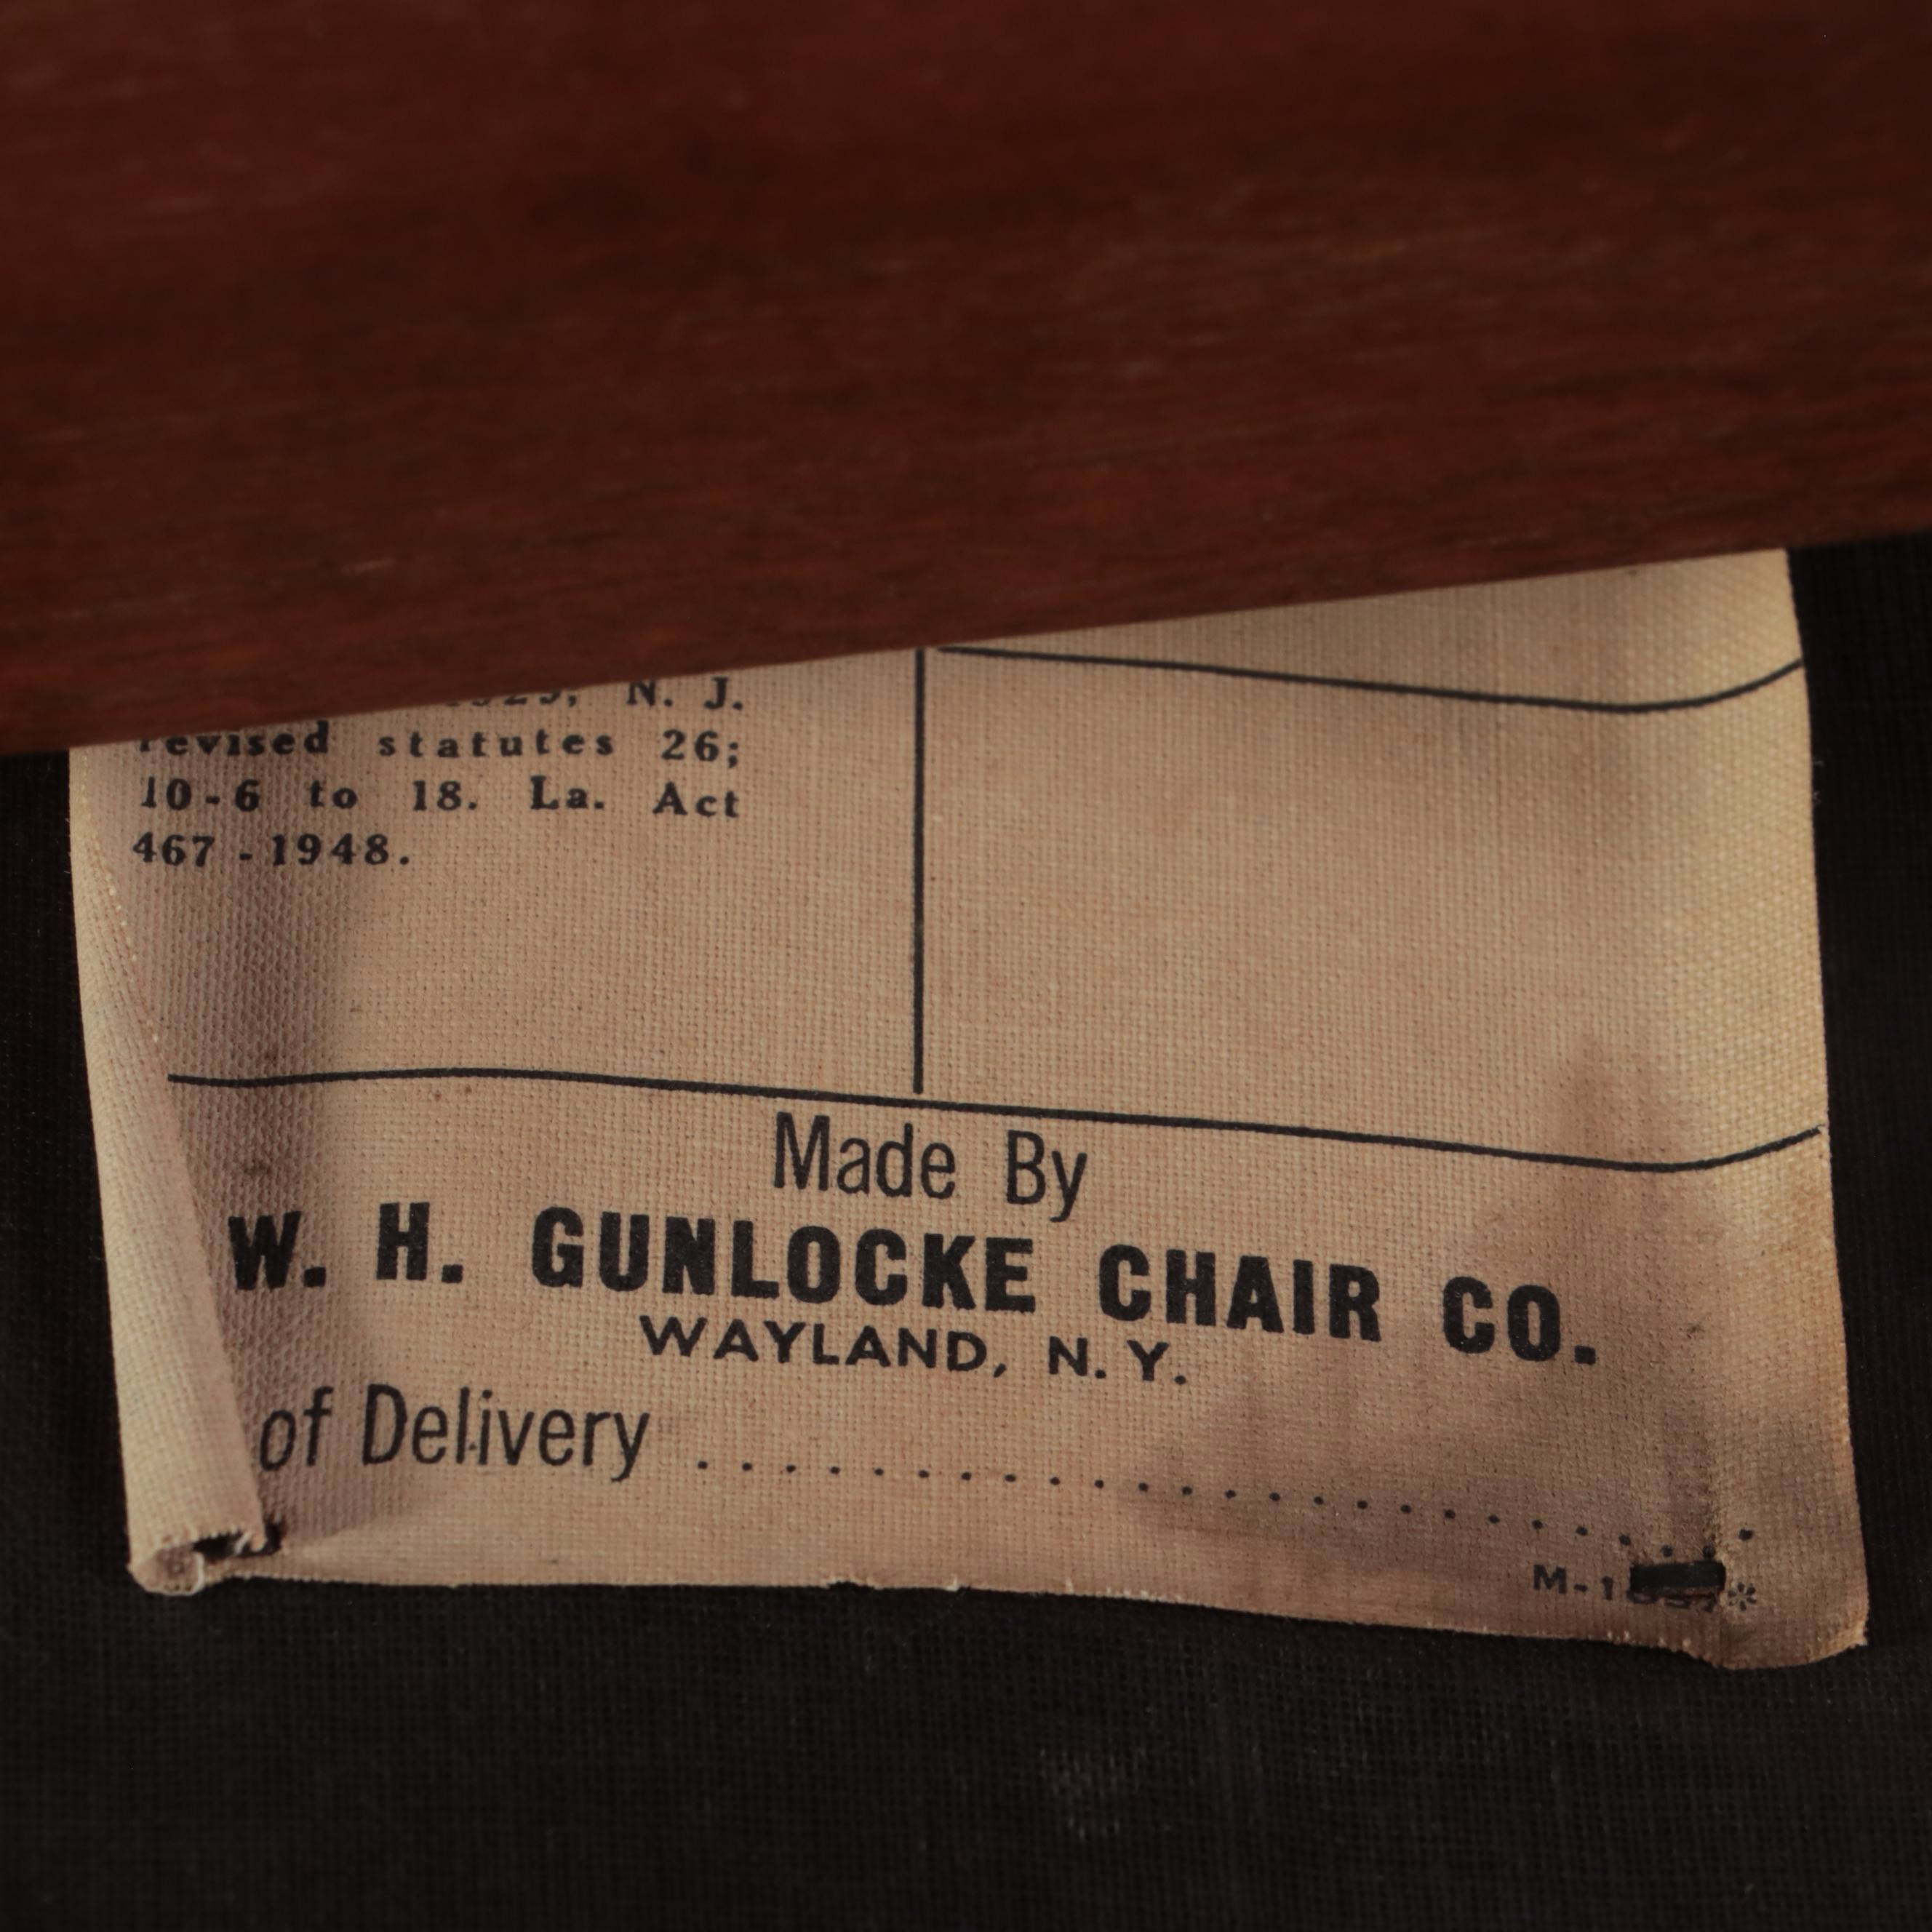 N. J.
revised statutes 26;
10-6 to 18. La. Act
467 - 1948.
Made By
W. H. GUNLOCKE CHAIR CO.
WAYLAND, N. Y.
of Delivery ........................